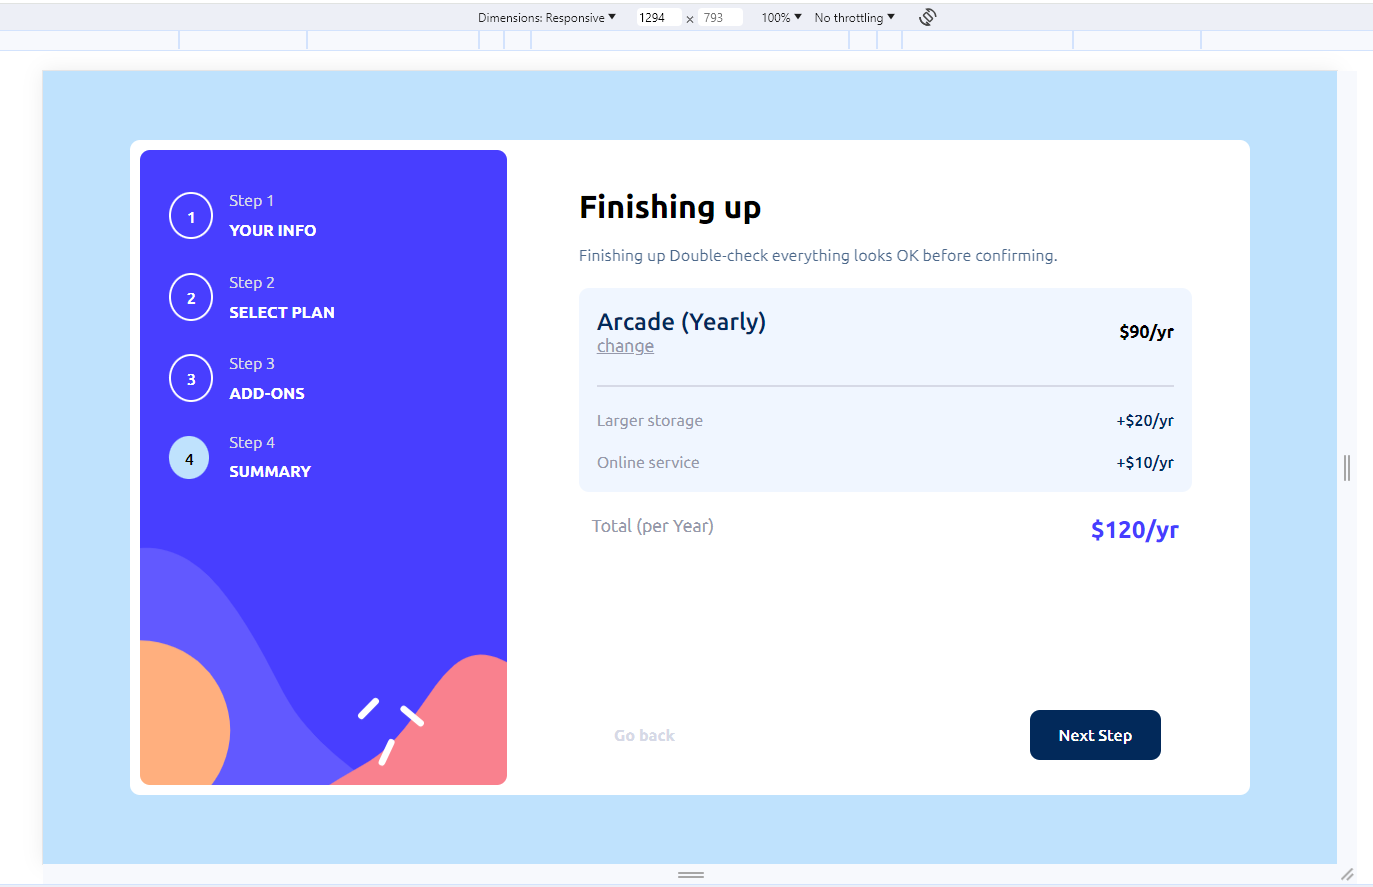 Dimensions: Responsive ▼ 1294 × 793 100% ▼ No throttling ▼
1
Step 1
YOUR INFO
2
Step 2
SELECT PLAN
3
Step 3
ADD-ONS
4
Step 4
SUMMARY
Finishing up
Finishing up Double-check everything looks OK before confirming.
Arcade (Yearly)
change
$90/yr
Larger storage +$20/yr
Online service +$10/yr
Total (per Year) $120/yr
Go back Next Step